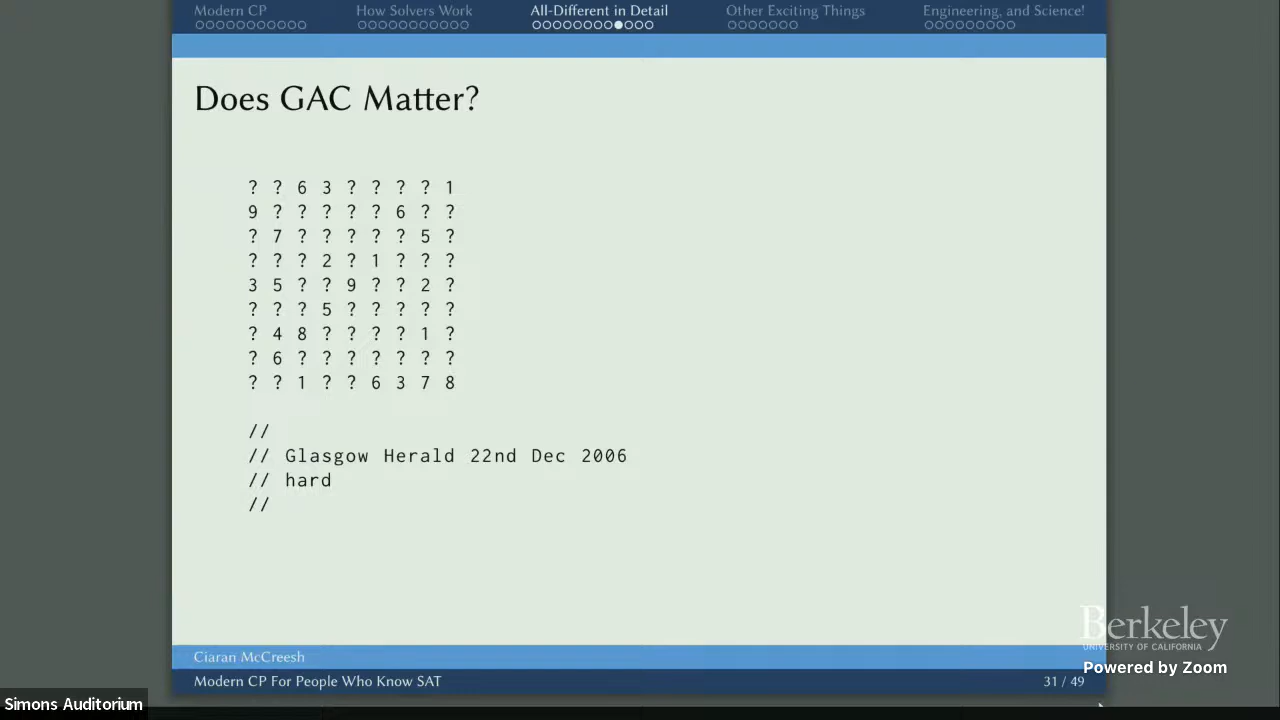 Modern CP How Solvers Work All-Different in Detail Other Exciting Things Engineering, and Science!
Does GAC Matter?
? ? 6 3 ? ? ? ? 1
9 ? ? ? ? ? 6 ? ?
? 7 ? ? ? ? ? 5 ?
? ? ? 2 ? 1 ? ? ?
3 5 ? ? 9 ? ? 2 ?
? ? ? 5 ? ? ? ? ?
? 4 8 ? ? ? ? 1 ?
? 6 ? ? ? ? ? ? ?
? ? 1 ? ? 6 3 7 8
//
// Glasgow Herald 22nd Dec 2006
// hard
//
Berkeley
UNIVERSITY OF CALIFORNIA
Ciaran McCreesh
Powered by Zoom
Modern CP For People Who Know SAT 31 / 49
Simons Auditorium